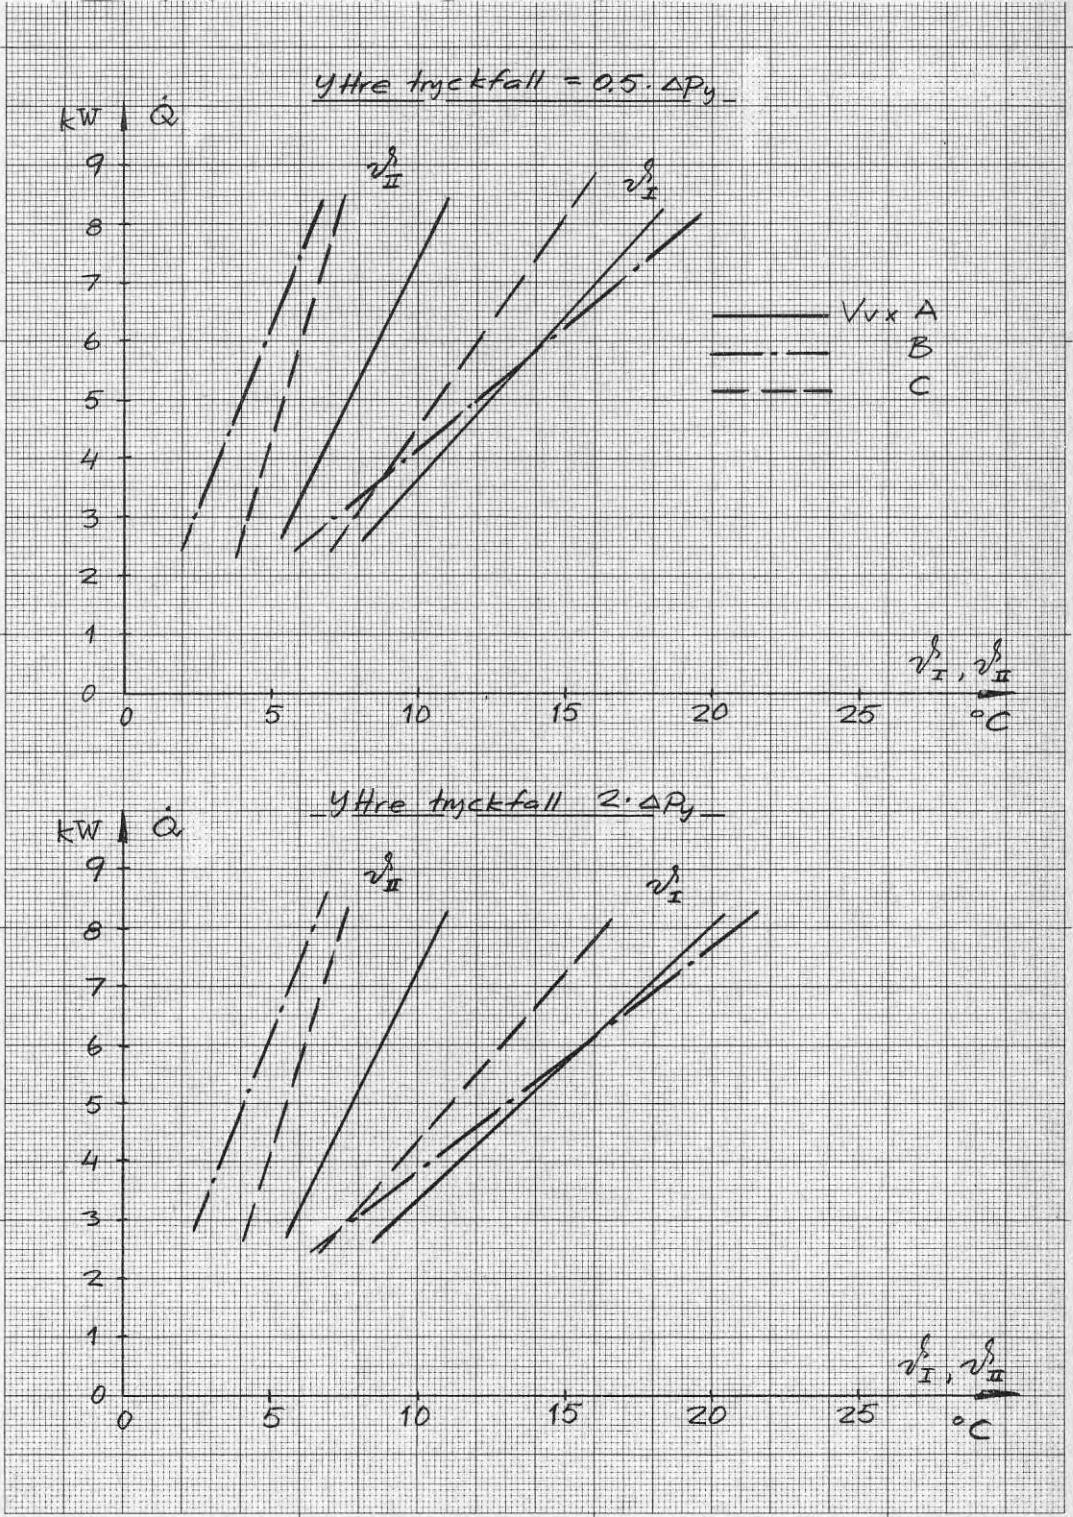 Yttre tryckfall = 0.5 · ΔPy
kW Q̇
ϑII ϑI
9
8
7
6
5
4
3
2
1
0
Vvx A
B
C
ϑI, ϑII
0 5 10 15 20 25 °C
Yttre tryckfall 2 · ΔPy
kW Q̇
ϑII ϑI
9
8
7
6
5
4
3
2
1
0
ϑI, ϑII
0 5 10 15 20 25 °C